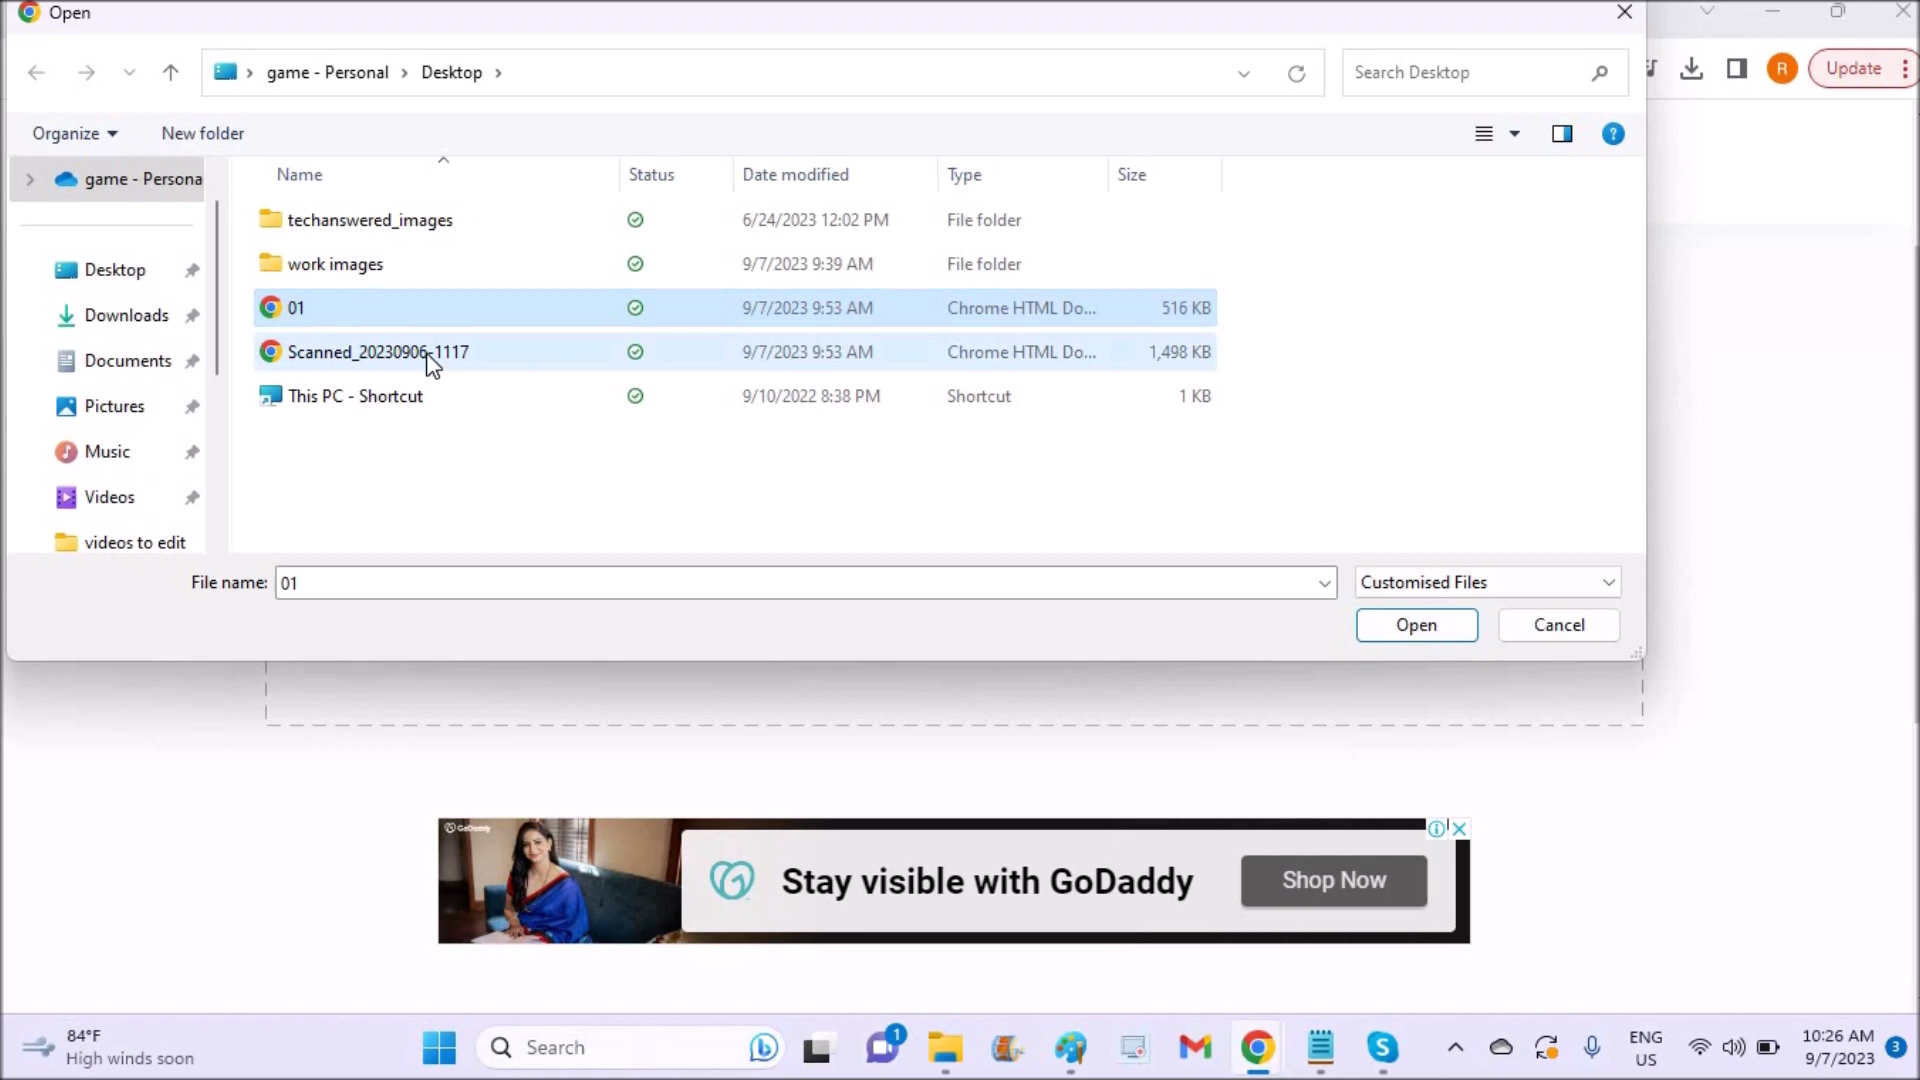 Open
game - Personal > Desktop >
Search Desktop
R
Update
Organize
New folder
game - Persona
Name
Status
Date modified
Type
Size
techanswered_images
6/24/2023 12:02 PM
File folder
work images
9/7/2023 9:39 AM
File folder
01
9/7/2023 9:53 AM
Chrome HTML Do...
516 KB
Scanned_20230906-1117
9/7/2023 9:53 AM
Chrome HTML Do...
1,498 KB
This PC - Shortcut
9/10/2022 8:38 PM
Shortcut
1 KB
Desktop
Downloads
Documents
Pictures
Music
Videos
videos to edit
File name:
01
Customised Files
Open
Cancel
GoDaddy
Stay visible with GoDaddy
Shop Now
84°F
High winds soon
Search
1
ENG
US
10:26 AM
9/7/2023
3